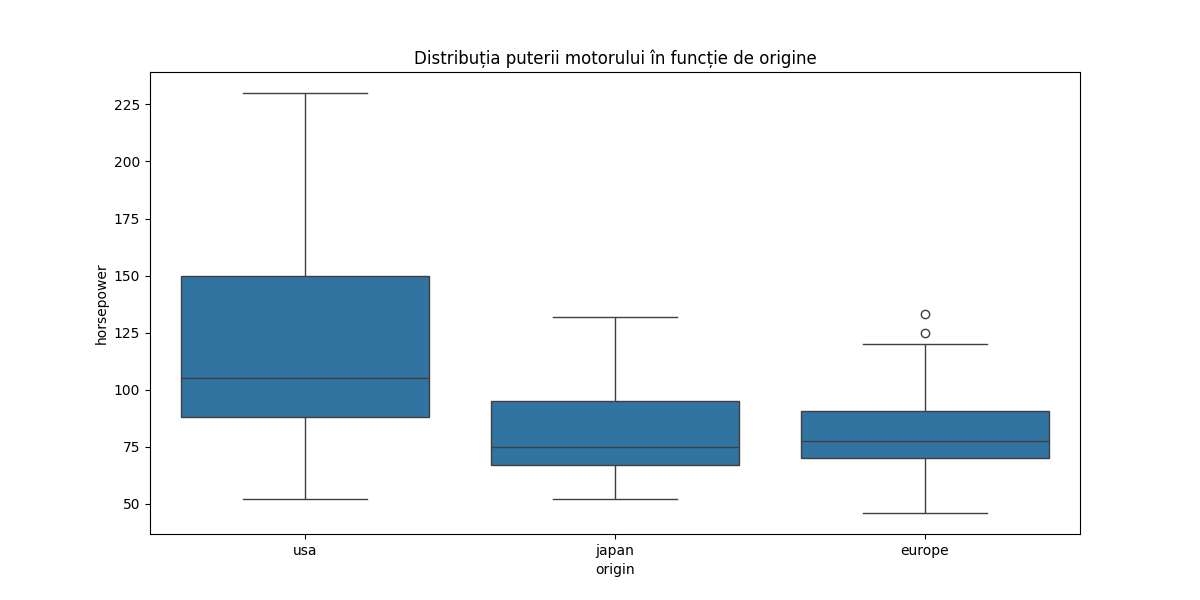 Distribuția puterii motorului în funcție de origine
horsepower
225
200
175
150
125
100
75
50
usa
japan
europe
origin